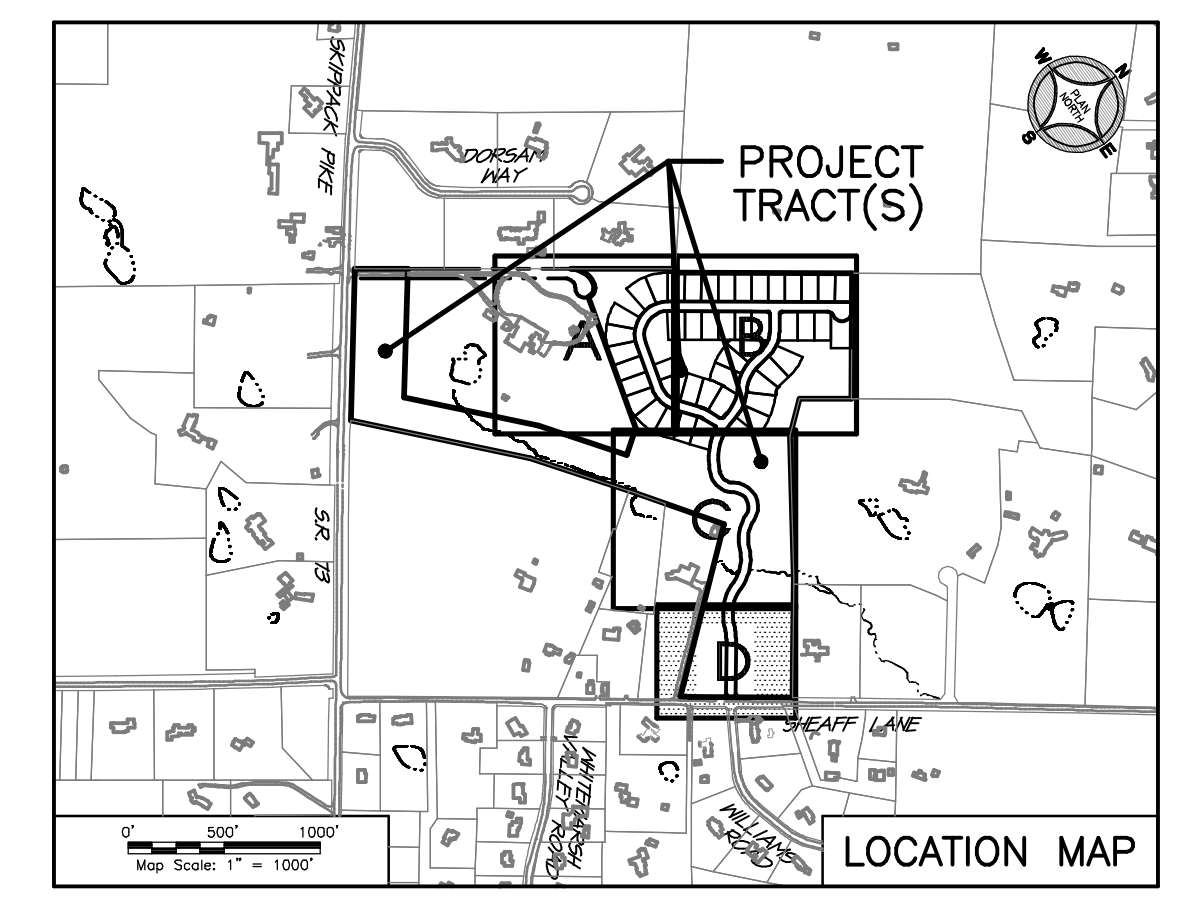 SKIPPACK PIKE
W
N
PLAN
NORTH
S
E
DORSAM
WAY
PROJECT
TRACT(S)
A
B
C
D
S.R. 73
SHEAFF LANE
WHITEMARSH
VALLEY ROAD
WILLIAMS
ROAD
0' 500' 1000'
Map Scale: 1" = 1000'
LOCATION MAP